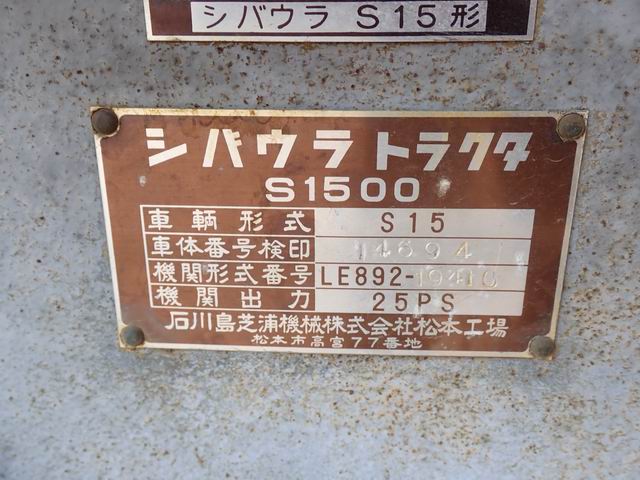 シバウラ S15形
シバウラトラクタ
S1500
車輌形式 S15
車体番号検印 14694
機関形式番号 LE892-
機関出力 25PS
石川島芝浦機械株式会社松本工場
松本市高宮77番地